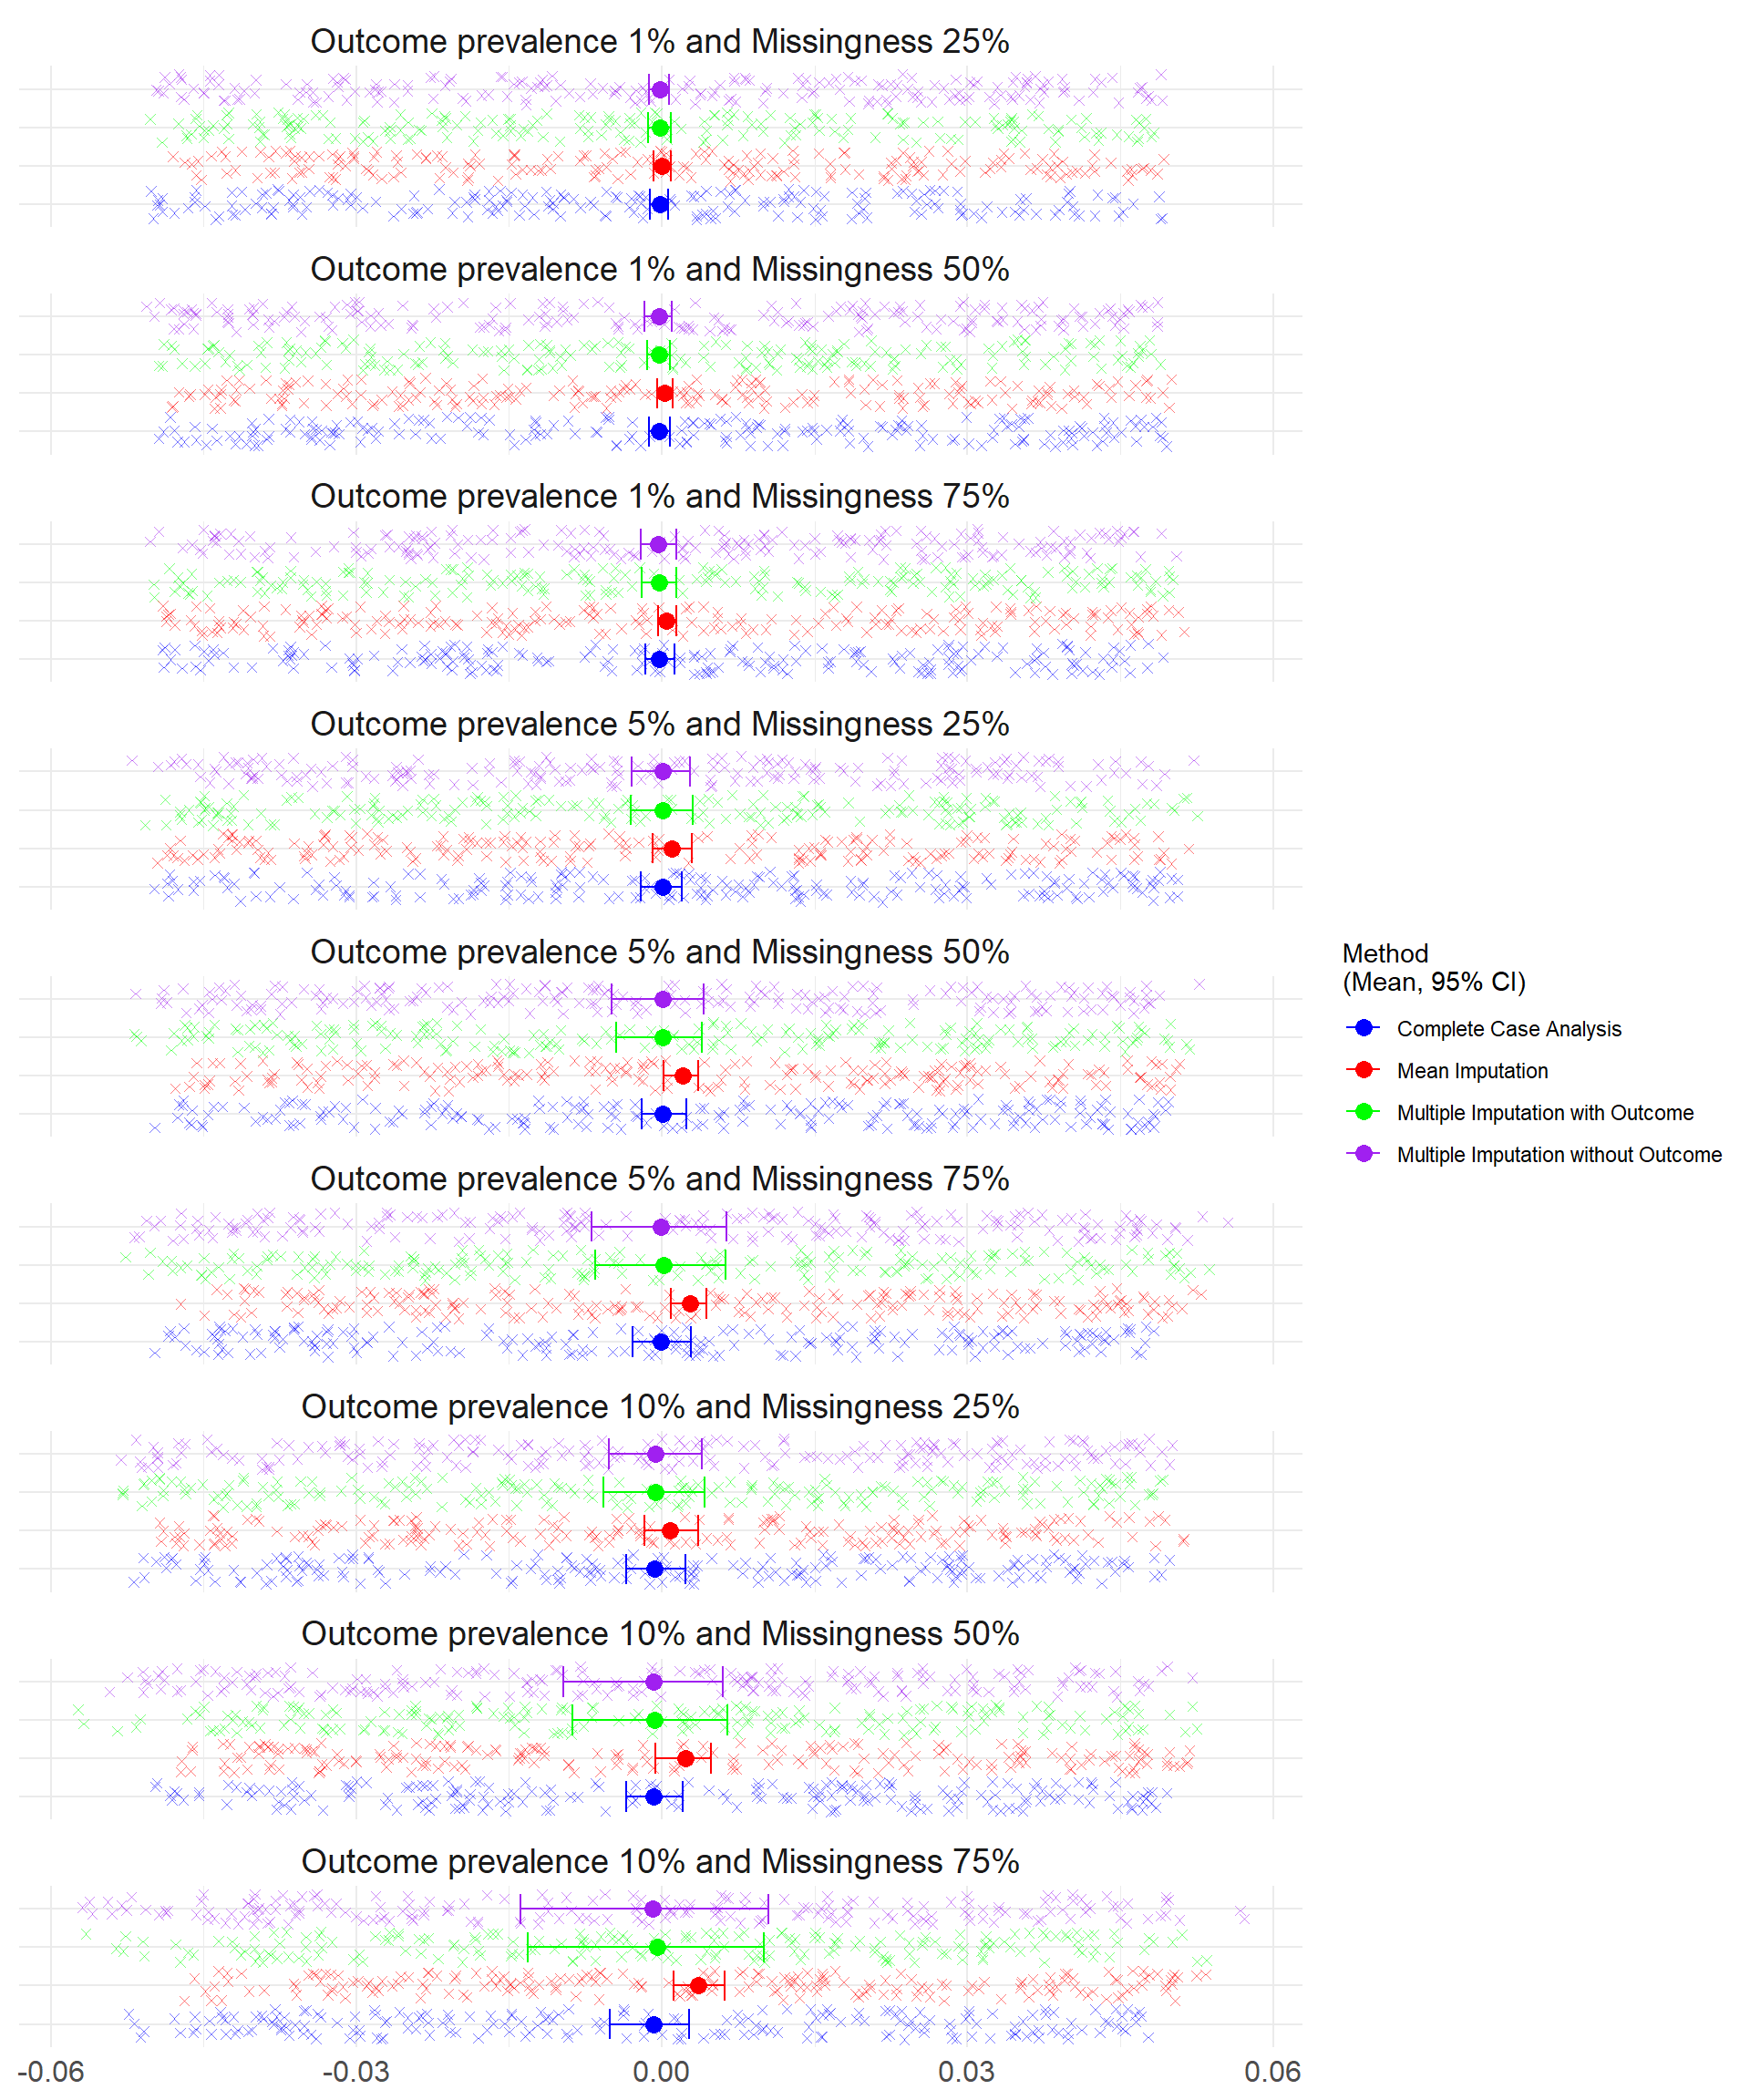 Outcome prevalence 1% and Missingness 25%
Outcome prevalence 1% and Missingness 50%
Outcome prevalence 1% and Missingness 75%
Outcome prevalence 5% and Missingness 25%
Outcome prevalence 5% and Missingness 50%
Outcome prevalence 5% and Missingness 75%
Outcome prevalence 10% and Missingness 25%
Outcome prevalence 10% and Missingness 50%
Outcome prevalence 10% and Missingness 75%
-0.06 -0.03 0.00 0.03 0.06
Method
(Mean, 95% CI)
Complete Case Analysis
Mean Imputation
Multiple Imputation with Outcome
Multiple Imputation without Outcome